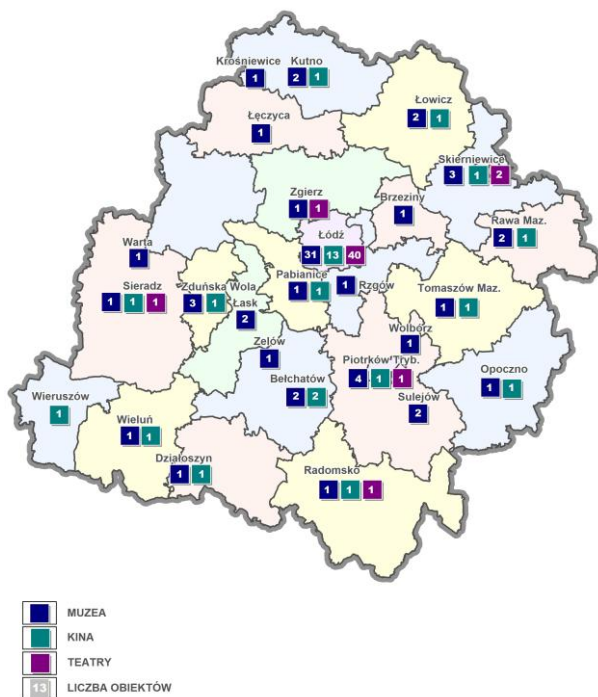 Krośniewice Kutno
1 2 1
Łowicz
2 1
Łęczyca
1
Skierniewice
3 1 2
Zgierz
1 1
Brzeziny
1
Rawa Maz.
2 1
Łódź
31 13 40
Warta
1
Pabianice
1 1
Rzgów
1
Sieradz
1 1 1
Zduńska Wola
3 1
Tomaszów Maz.
1 1
Łask
2
Wolbórz
1
Zelów
1
Piotrków Tryb.
4 1 1
Opoczno
1 1
Bełchatów
2 2
Sulejów
2
Wieruszów
1
Wieluń
1 1
Działoszyn
1 1
Radomsko
1 1 1
MUZEA
KINA
TEATRY
13 LICZBA OBIEKTÓW